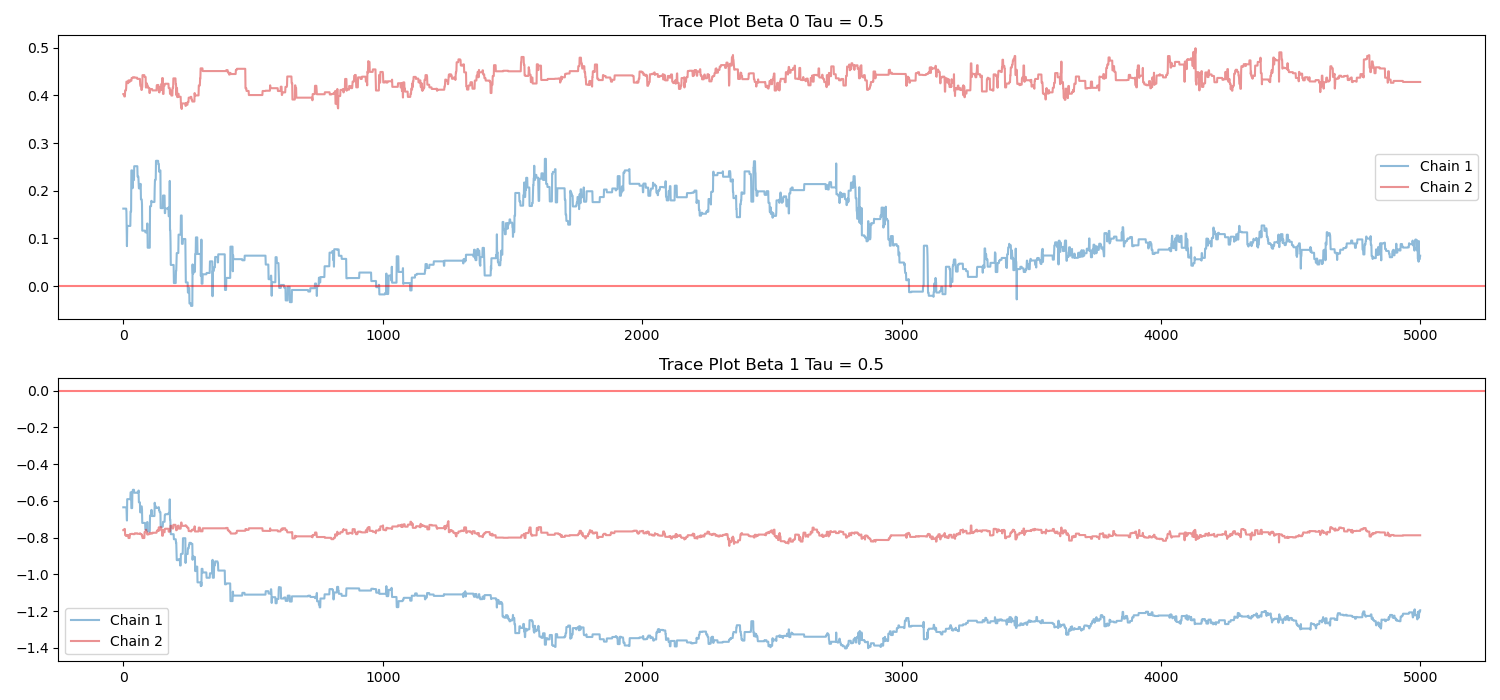 Trace Plot Beta 0 Tau = 0.5
0.5
0.4
0.3
0.2
0.1
0.0
Chain 1
Chain 2
0 1000 2000 3000 4000 5000
Trace Plot Beta 1 Tau = 0.5
0.0
−0.2
−0.4
−0.6
−0.8
−1.0
−1.2
−1.4
Chain 1
Chain 2
0 1000 2000 3000 4000 5000